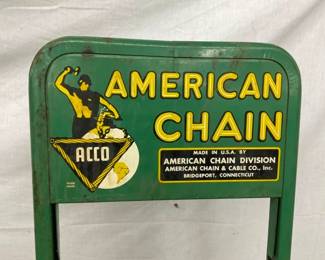 AMERICAN
CHAIN
ACCO
MADE IN U.S.A. BY
AMERICAN CHAIN DIVISION
AMERICAN CHAIN & CABLE CO., Inc.
BRIDGEPORT, CONNECTICUT